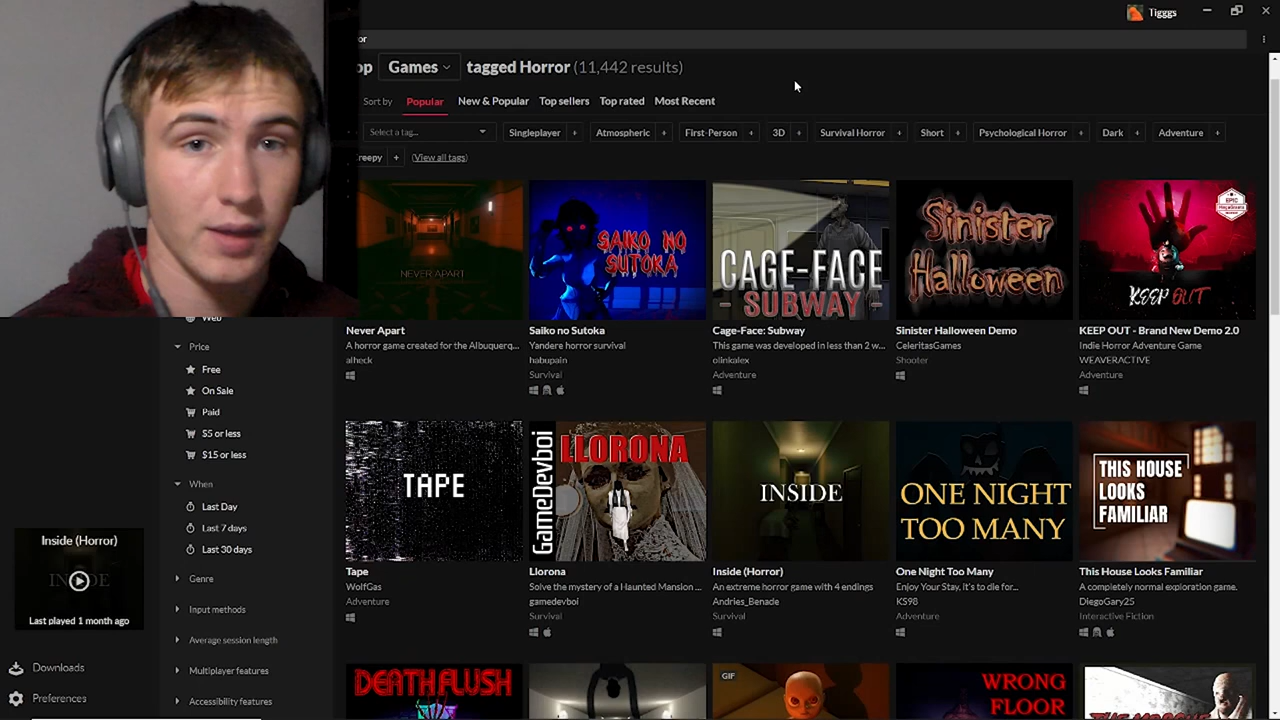 Tigggs
or
op Games tagged Horror (11,442 results)
Sort by Popular New & Popular Top sellers Top rated Most Recent
Select a tag... Singleplayer + Atmospheric + First-Person + 3D + Survival Horror + Short + Psychological Horror + Dark + Adventure +
reepy + (View all tags)
NEVER APART
SAIKO NO
SUTOKA
CAGE-FACE
- SUBWAY -
Sinister
Halloween
EPIC
KEEP OUT
Never Apart
A horror game created for the Albuquerq...
alheck
Saiko no Sutoka
Yandere horror survival
habupain
Survival
Cage-Face: Subway
This game was developed in less than 2 w...
olinkalex
Adventure
Sinister Halloween Demo
CeleritasGames
Shooter
KEEP OUT - Brand New Demo 2.0
Indie Horror Adventure Game
WEAVERACTIVE
Adventure
Web
Price
Free
On Sale
Paid
$5 or less
$15 or less
When
Last Day
Last 7 days
Last 30 days
Genre
Input methods
Average session length
Multiplayer features
Accessibility features
TAPE
GameDevboi
LLORONA
INSIDE
ONE NIGHT
TOO MANY
THIS HOUSE
LOOKS
FAMILIAR
Tape
WolfGas
Adventure
Llorona
Solve the mystery of a Haunted Mansion ...
gamedevboi
Survival
Inside (Horror)
An extreme horror game with 4 endings
Andries_Benade
Survival
One Night Too Many
Enjoy Your Stay, It's to die for...
KS98
Adventure
This House Looks Familiar
A completely normal exploration game.
DiegoGary25
Interactive Fiction
Inside (Horror)
INSIDE
Last played 1 month ago
Downloads
Preferences
DEATH FLUSH
GIF
WRONG
FLOOR